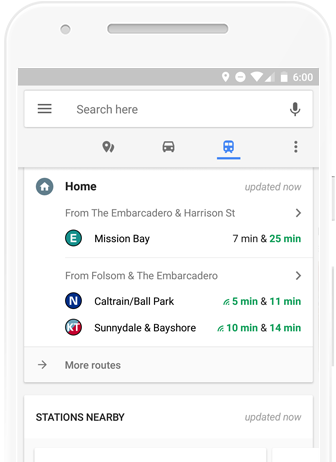 6:00
Search here
Home updated now
From The Embarcadero & Harrison St
E Mission Bay 7 min & 25 min
From Folsom & The Embarcadero
N Caltrain/Ball Park 5 min & 11 min
KT Sunnydale & Bayshore 10 min & 14 min
More routes
STATIONS NEARBY updated now